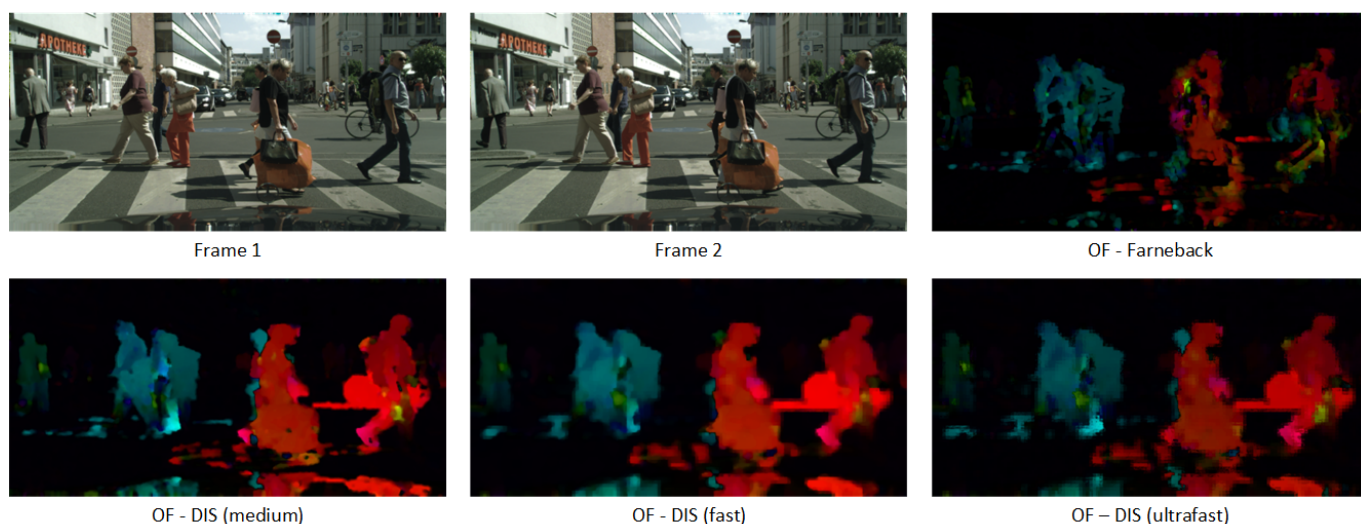 APOTHEKE
APOTHEKE
Frame 1
Frame 2
OF - Farneback
OF - DIS (medium)
OF - DIS (fast)
OF – DIS (ultrafast)